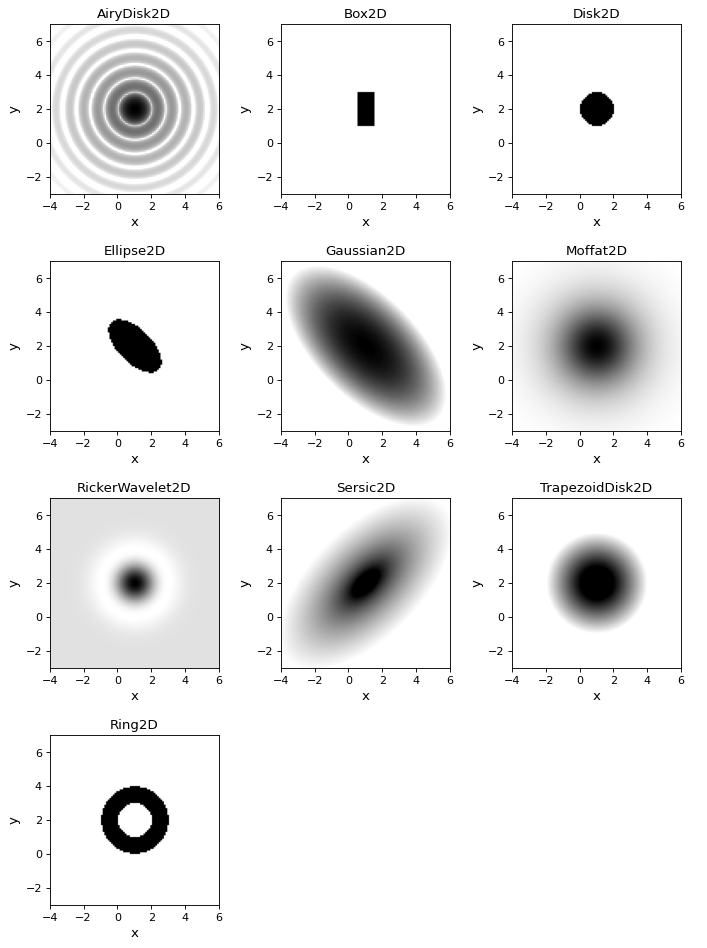 AiryDisk2D Box2D Disk2D
6 6 6
4 4 4
y 2 y 2 y 2
0 0 0
−2 −2 −2
−4 −2 0 2 4 6 −4 −2 0 2 4 6 −4 −2 0 2 4 6
x x x
Ellipse2D Gaussian2D Moffat2D
6 6 6
4 4 4
y 2 y 2 y 2
0 0 0
−2 −2 −2
−4 −2 0 2 4 6 −4 −2 0 2 4 6 −4 −2 0 2 4 6
x x x
RickerWavelet2D Sersic2D TrapezoidDisk2D
6 6 6
4 4 4
y 2 y 2 y 2
0 0 0
−2 −2 −2
−4 −2 0 2 4 6 −4 −2 0 2 4 6 −4 −2 0 2 4 6
x x x
Ring2D
6
4
y 2
0
−2
−4 −2 0 2 4 6
x